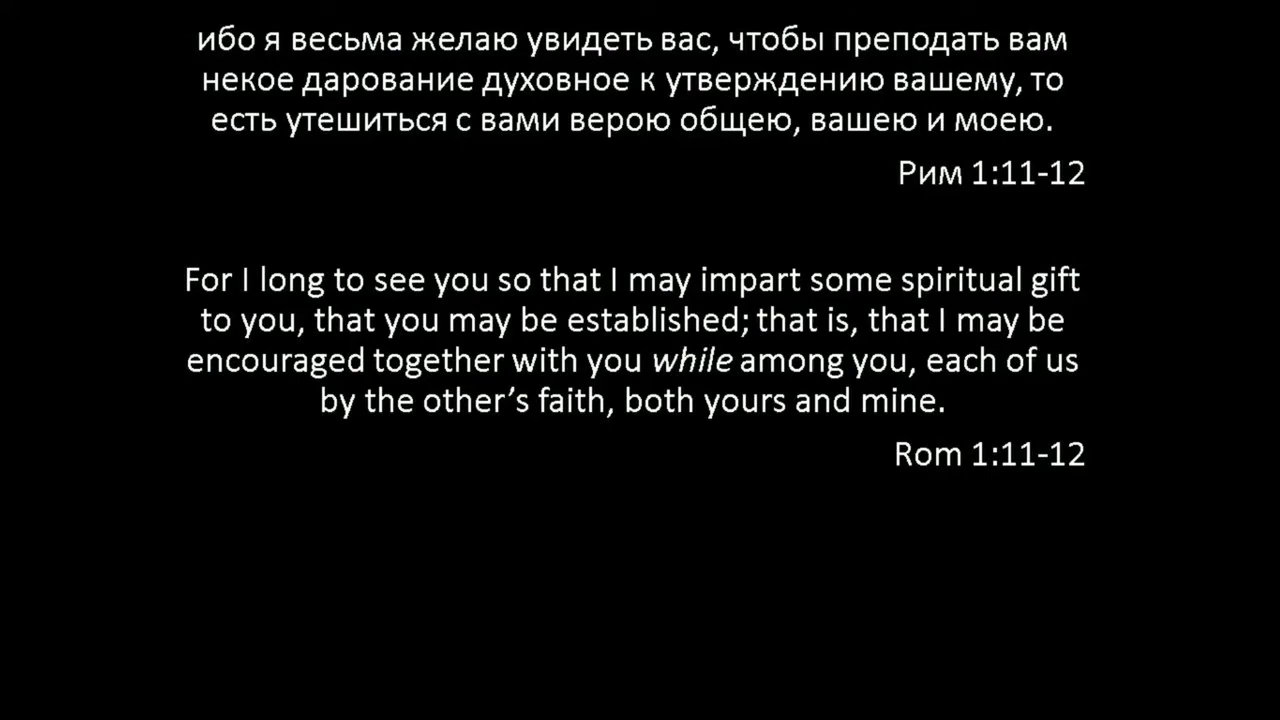 ибо я весьма желаю увидеть вас, чтобы преподать вам
некое дарование духовное к утверждению вашему, то
есть утешиться с вами верою общею, вашею и моею.
Рим 1:11-12
For I long to see you so that I may impart some spiritual gift
to you, that you may be established; that is, that I may be
encouraged together with you while among you, each of us
by the other’s faith, both yours and mine.
Rom 1:11-12